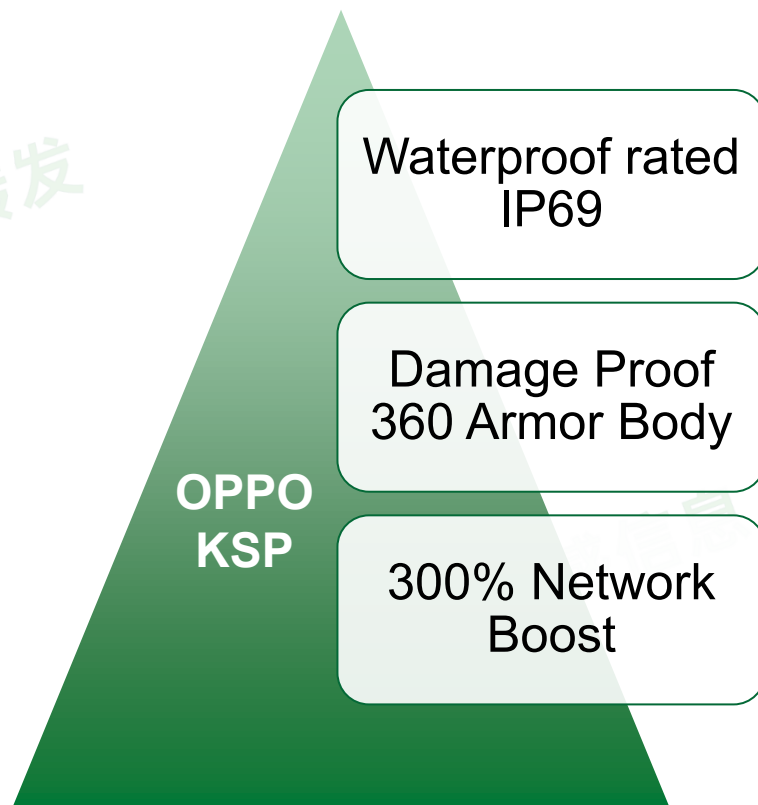 Waterproof rated
IP69
Damage Proof
360 Armor Body
OPPO
KSP
300% Network
Boost